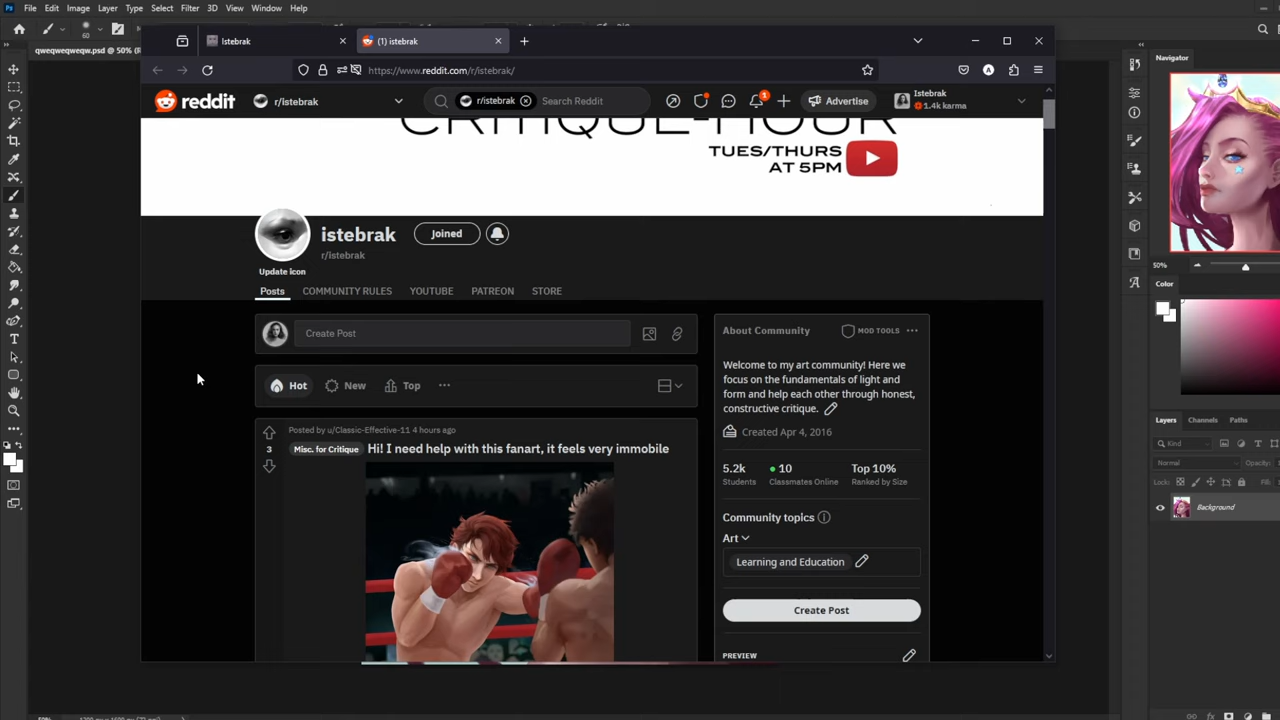 File Edit Image Layer Type Select Filter 3D View Window Help
60
qweqweqweqw.psd @ 50%
Istebrak
(1) istebrak
https://www.reddit.com/r/istebrak/
reddit
r/istebrak
r/istebrak
Search Reddit
1
Advertise
Istebrak
1.4k karma
CRITIQUE-HOUR
TUES/THURS
AT 5PM
istebrak
Joined
r/istebrak
Update icon
Posts COMMUNITY RULES YOUTUBE PATREON STORE
Create Post
Hot New Top
Posted by u/Classic-Effective-11 4 hours ago
3
Misc. for Critique Hi! I need help with this fanart, it feels very immobile
About Community
MOD TOOLS
Welcome to my art community! Here we
focus on the fundamentals of light and
form and help each other through honest,
constructive critique.
Created Apr 4, 2016
5.2k 10 Top 10%
Students Classmates Online Ranked by Size
Community topics
Art
Learning and Education
Create Post
PREVIEW
Navigator
50%
Color
Layers Channels Paths
Kind
Normal
Opacity:
Lock:
Fill:
Background